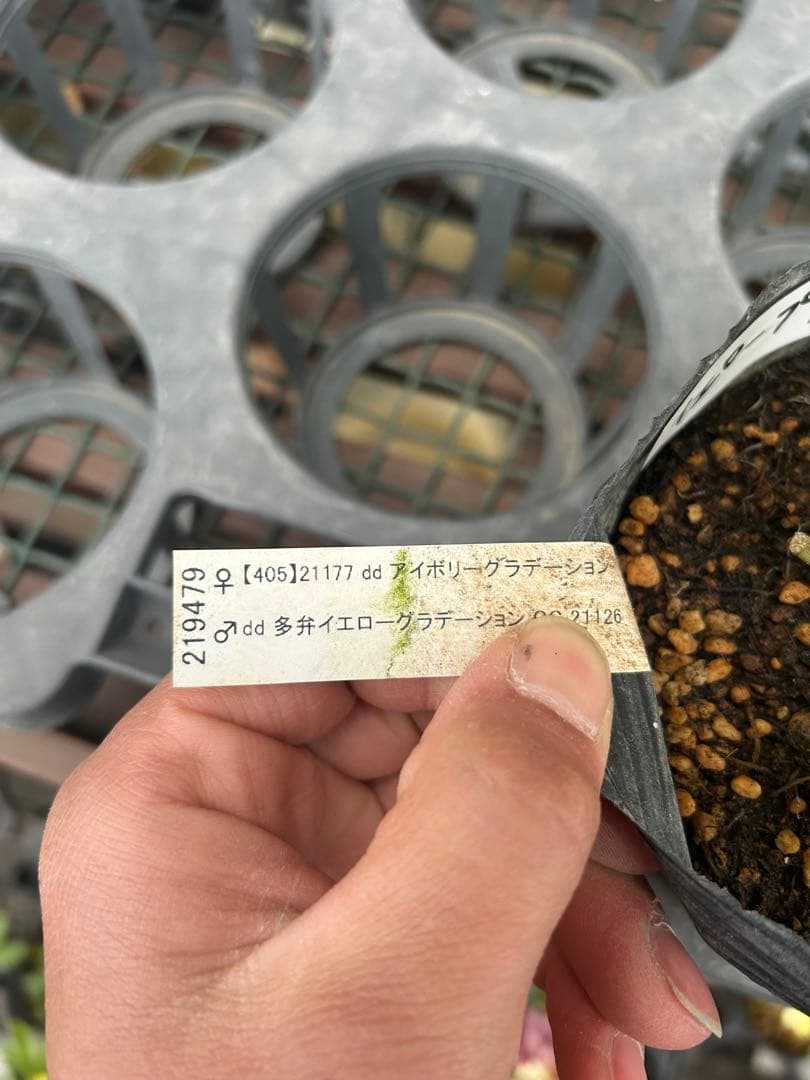 219479
♀【405】21177 dd アイボリーグラデーション
♂ dd 多弁イエローグラデーション 21126